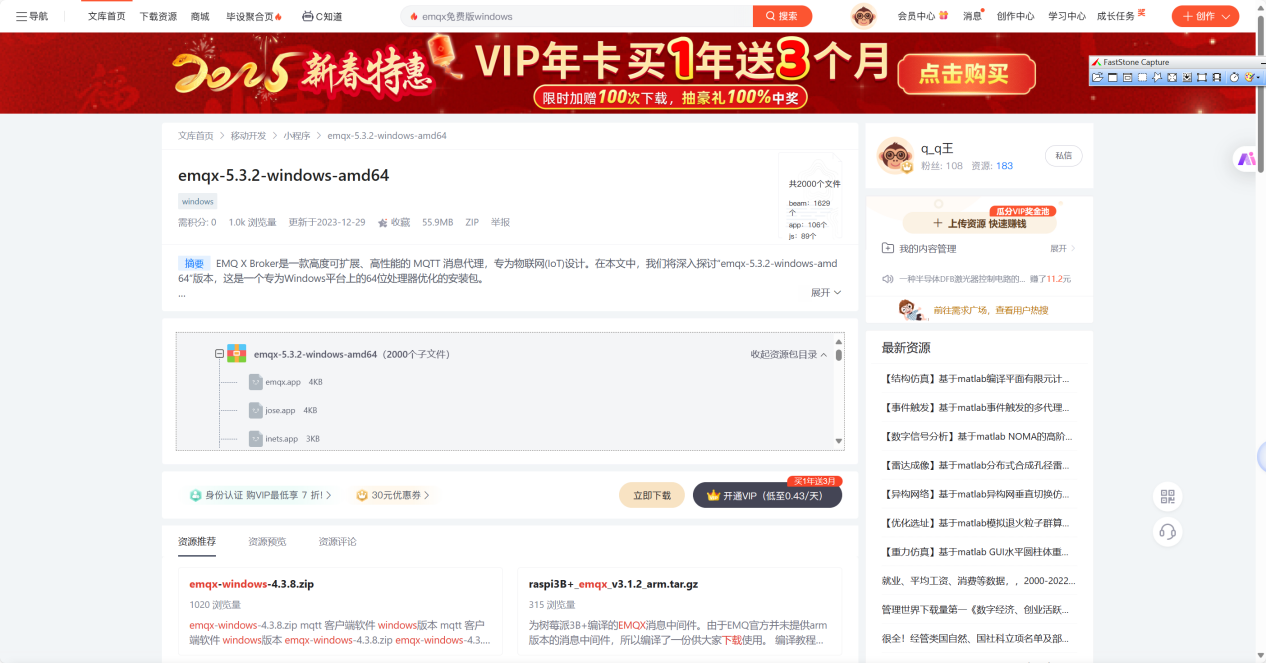 导航
文库首页
下载资源
商城
毕设聚合页
C知道
emqx免费版windows
搜索
会员中心
消息
创作中心
学习中心
成长任务
奖
创作
2025新春特惠
VIP年卡买1年送3个月
限时加赠100次下载，抽豪礼100%中奖
点击购买
FastStone Capture
文库首页 > 移动开发 > 小程序 > emqx-5.3.2-windows-amd64
emqx-5.3.2-windows-amd64
windows
需积分: 0
1.0k 浏览量
更新于2023-12-29
收藏
55.9MB
ZIP
举报
共2000个文件
beam：1629
个
app：106个
js：89个
摘要
EMQ X Broker是一款高度可扩展、高性能的 MQTT 消息代理，专为物联网(IoT)设计。在本文中，我们将深入探讨“emqx-5.3.2-windows-amd
64”版本，这是一个专为Windows平台上的64位处理器优化的安装包。
...
展开
emqx-5.3.2-windows-amd64（2000个子文件）
收起资源包目录
emqx.app 4KB
jose.app 4KB
inets.app 3KB
身份认证 购VIP最低享 7 折!
30元优惠券
立即下载
买1年送3月
开通VIP（低至0.43/天）
资源推荐
资源预览
资源评论
emqx-windows-4.3.8.zip
1020 浏览量
emqx-windows-4.3.8.zip mqtt 客户端软件 windows版本 mqtt 客户
端软件 windows版本 emqx-windows-4.3.8.zip emqx-windows-4.3....
raspi3B+_emqx_v3.1.2_arm.tar.gz
315 浏览量
为树莓派3B+编译的EMQX消息中间件。由于EMQ官方并未提供arm
版本的消息中间件，所以编译了一份供大家下载使用。 编译教程...
q_q王
粉丝: 108
资源: 183
私信
瓜分VIP奖金池
上传资源 快速赚钱
我的内容管理
展开
一种半导体DFB激光器控制电路的... 赚了11.2元
前往需求广场，查看用户热搜
最新资源
【结构仿真】基于matlab编译平面有限元计...
【事件触发】基于matlab事件触发的多代理...
【数字信号分析】基于matlab NOMA的高阶...
【雷达成像】基于matlab分布式合成孔径雷...
【异构网络】基于matlab异构网垂直切换仿...
【优化选址】基于matlab模拟退火粒子群算...
【重力仿真】基于matlab GUI水平圆柱体重...
就业、平均工资、消费等数据，，2000-2022...
管理世界下载量第一《数字经济、创业活跃...
很全！经管类国自然、国社科立项名单及部...